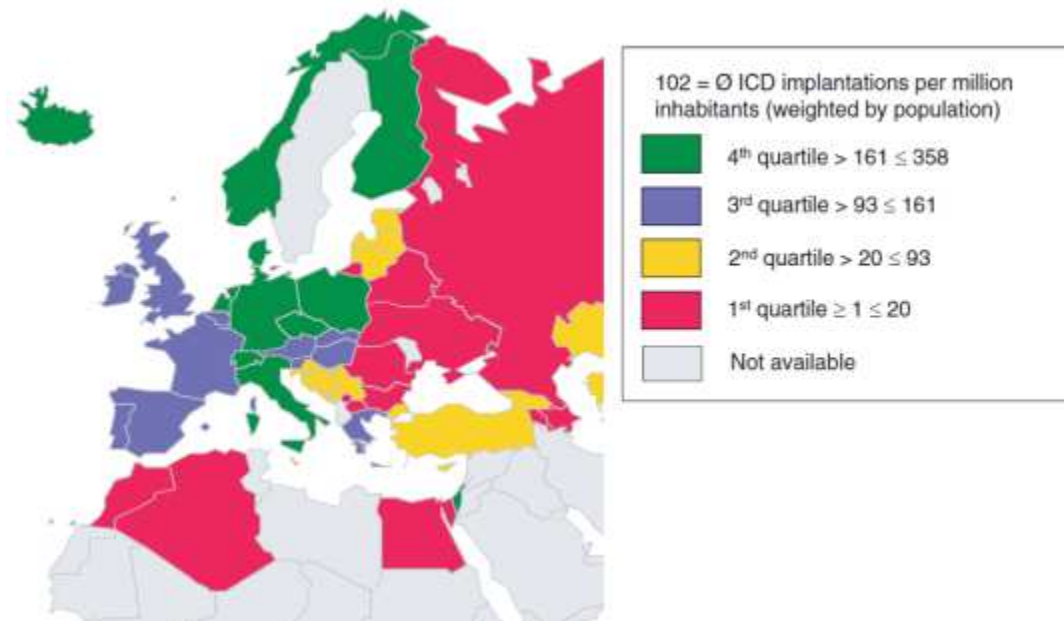 102 = Ø ICD implantations per million
inhabitants (weighted by population)
4th quartile > 161 ≤ 358
3rd quartile > 93 ≤ 161
2nd quartile > 20 ≤ 93
1st quartile ≥ 1 ≤ 20
Not available